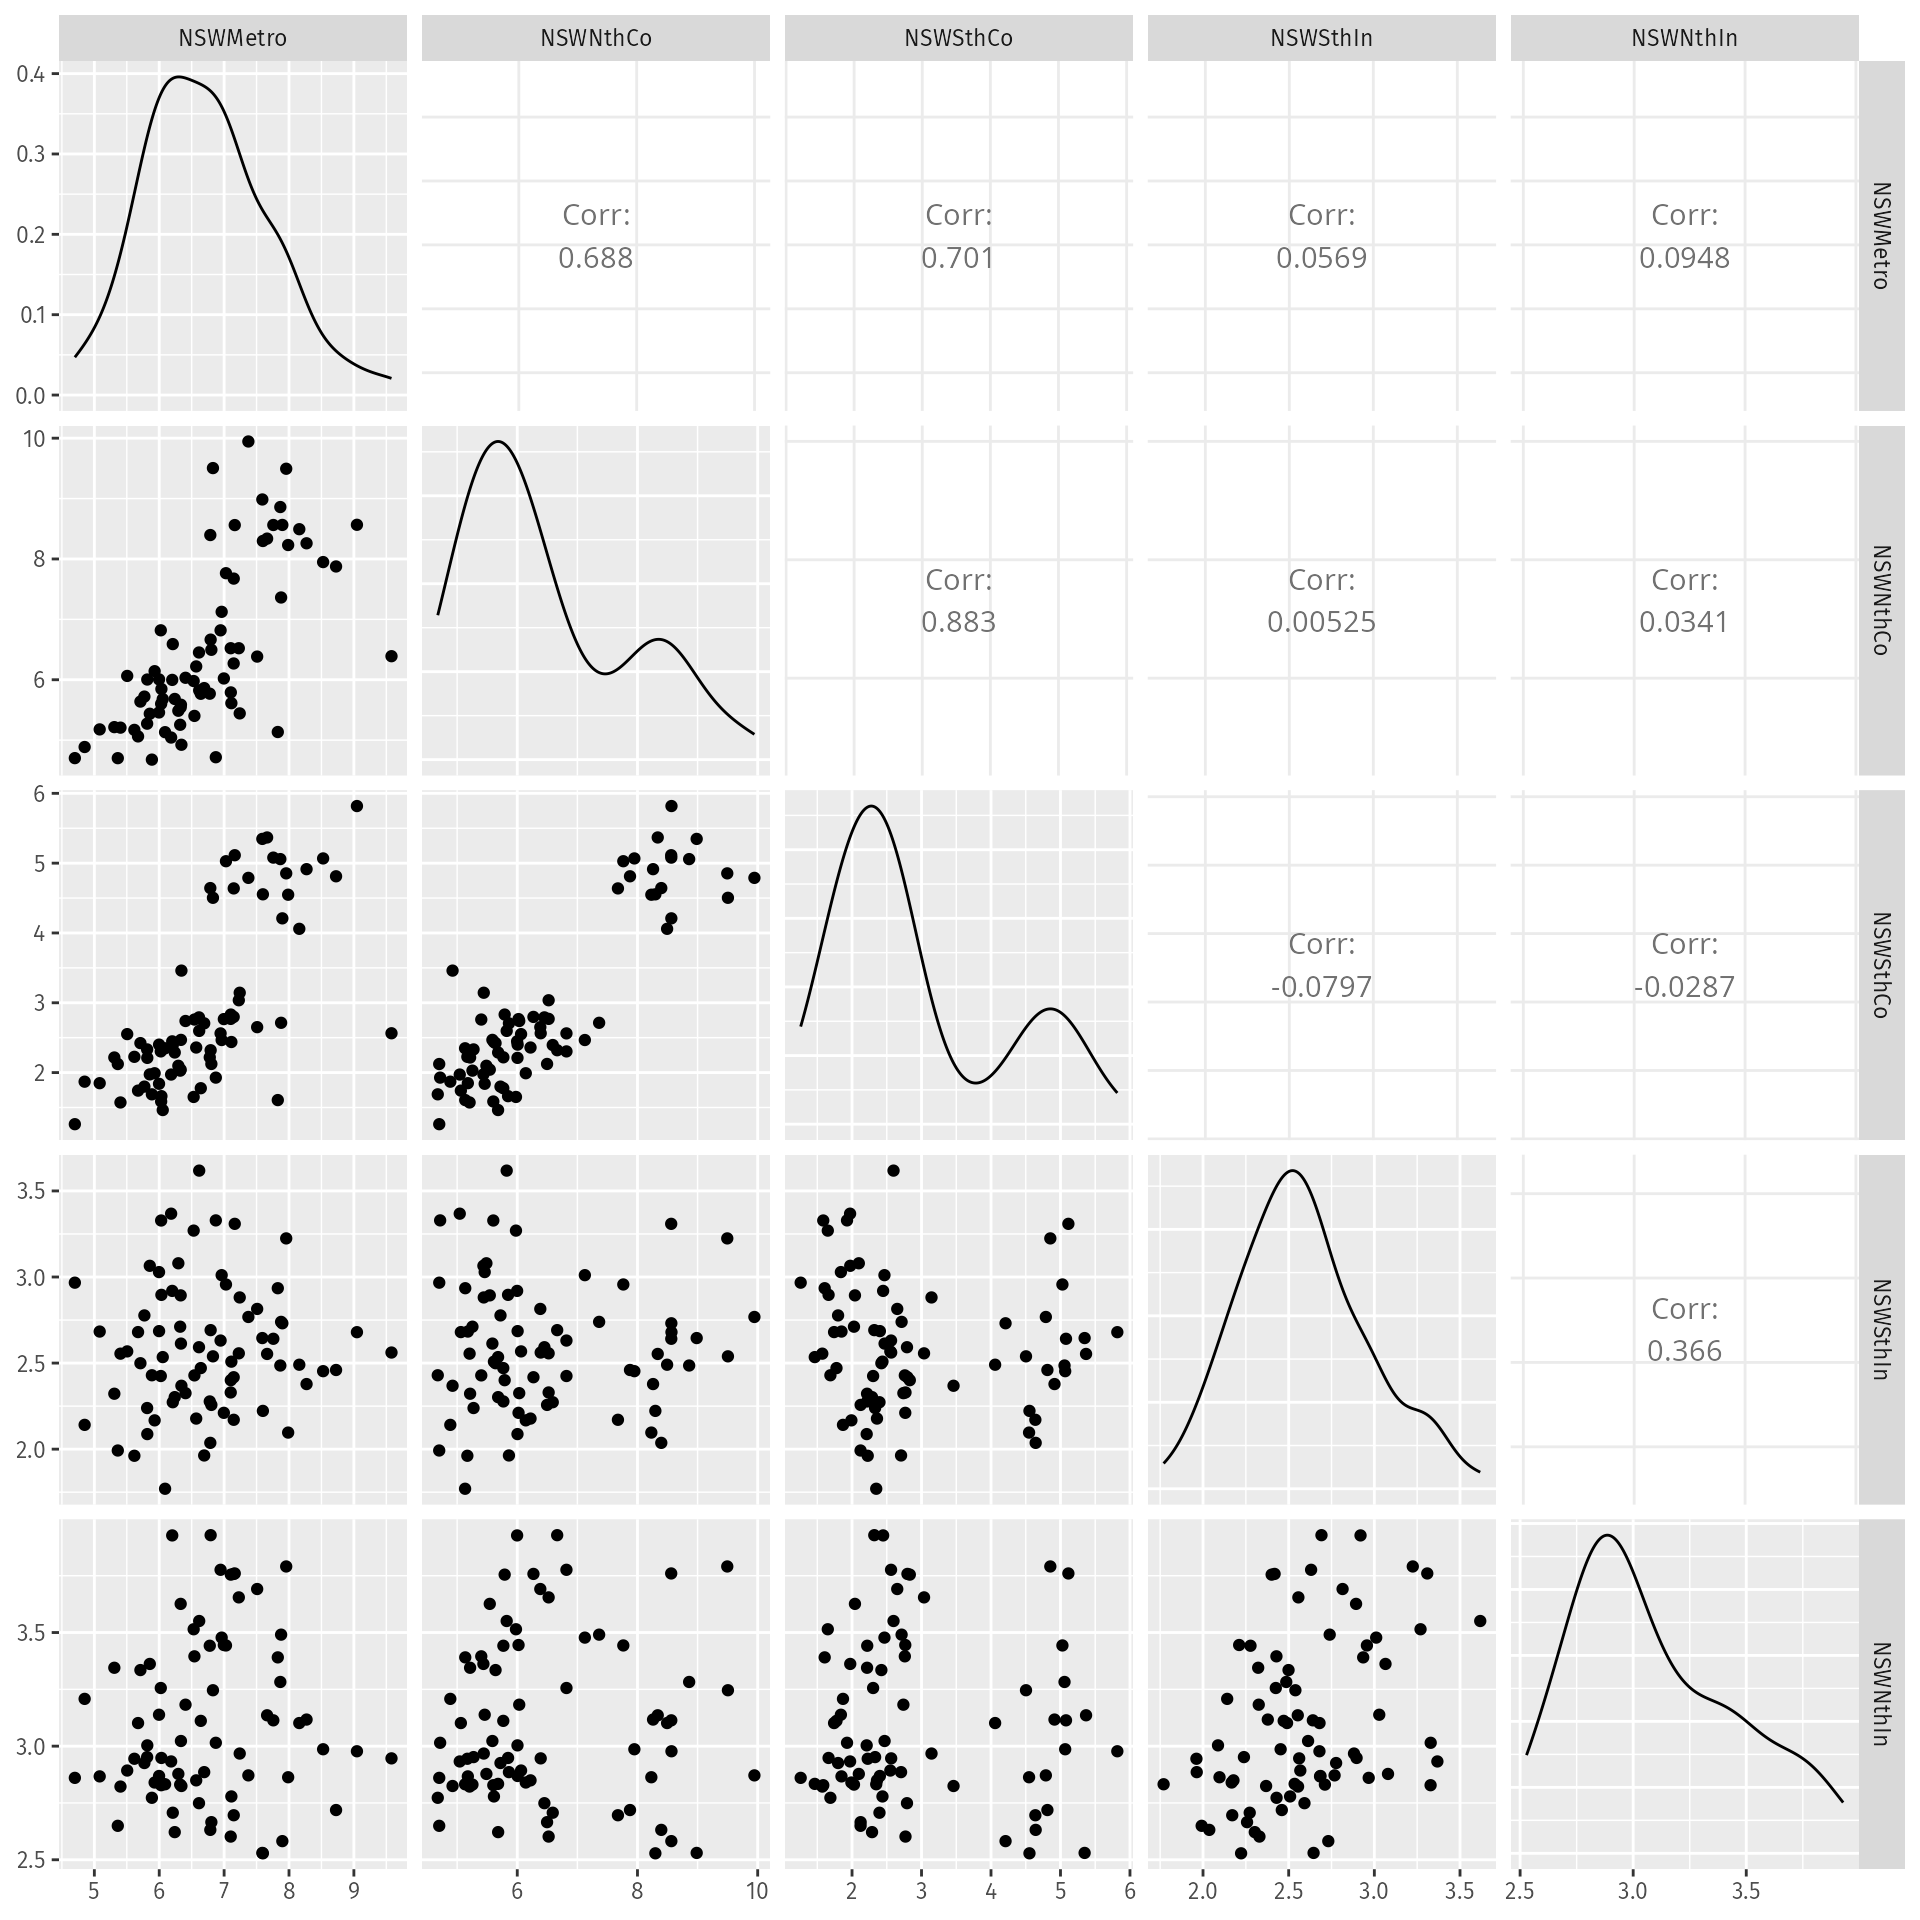 NSWMetro NSWNthCo NSWSthCo NSWSthIn NSWNthIn
0.4
0.3
0.2
0.1
0.0
Corr: Corr: Corr: Corr:
0.688 0.701 0.0569 0.0948
NSWMetro
10
8
6
Corr: Corr: Corr:
0.883 0.00525 0.0341
NSWNthCo
6
5
4
3
2
Corr: Corr:
-0.0797 -0.0287
NSWSthCo
3.5
3.0
2.5
2.0
Corr:
0.366
NSWSthIn
3.5
3.0
2.5
NSWNthIn
5 6 7 8 9 6 8 10 2 3 4 5 6 2.0 2.5 3.0 3.5 2.5 3.0 3.5